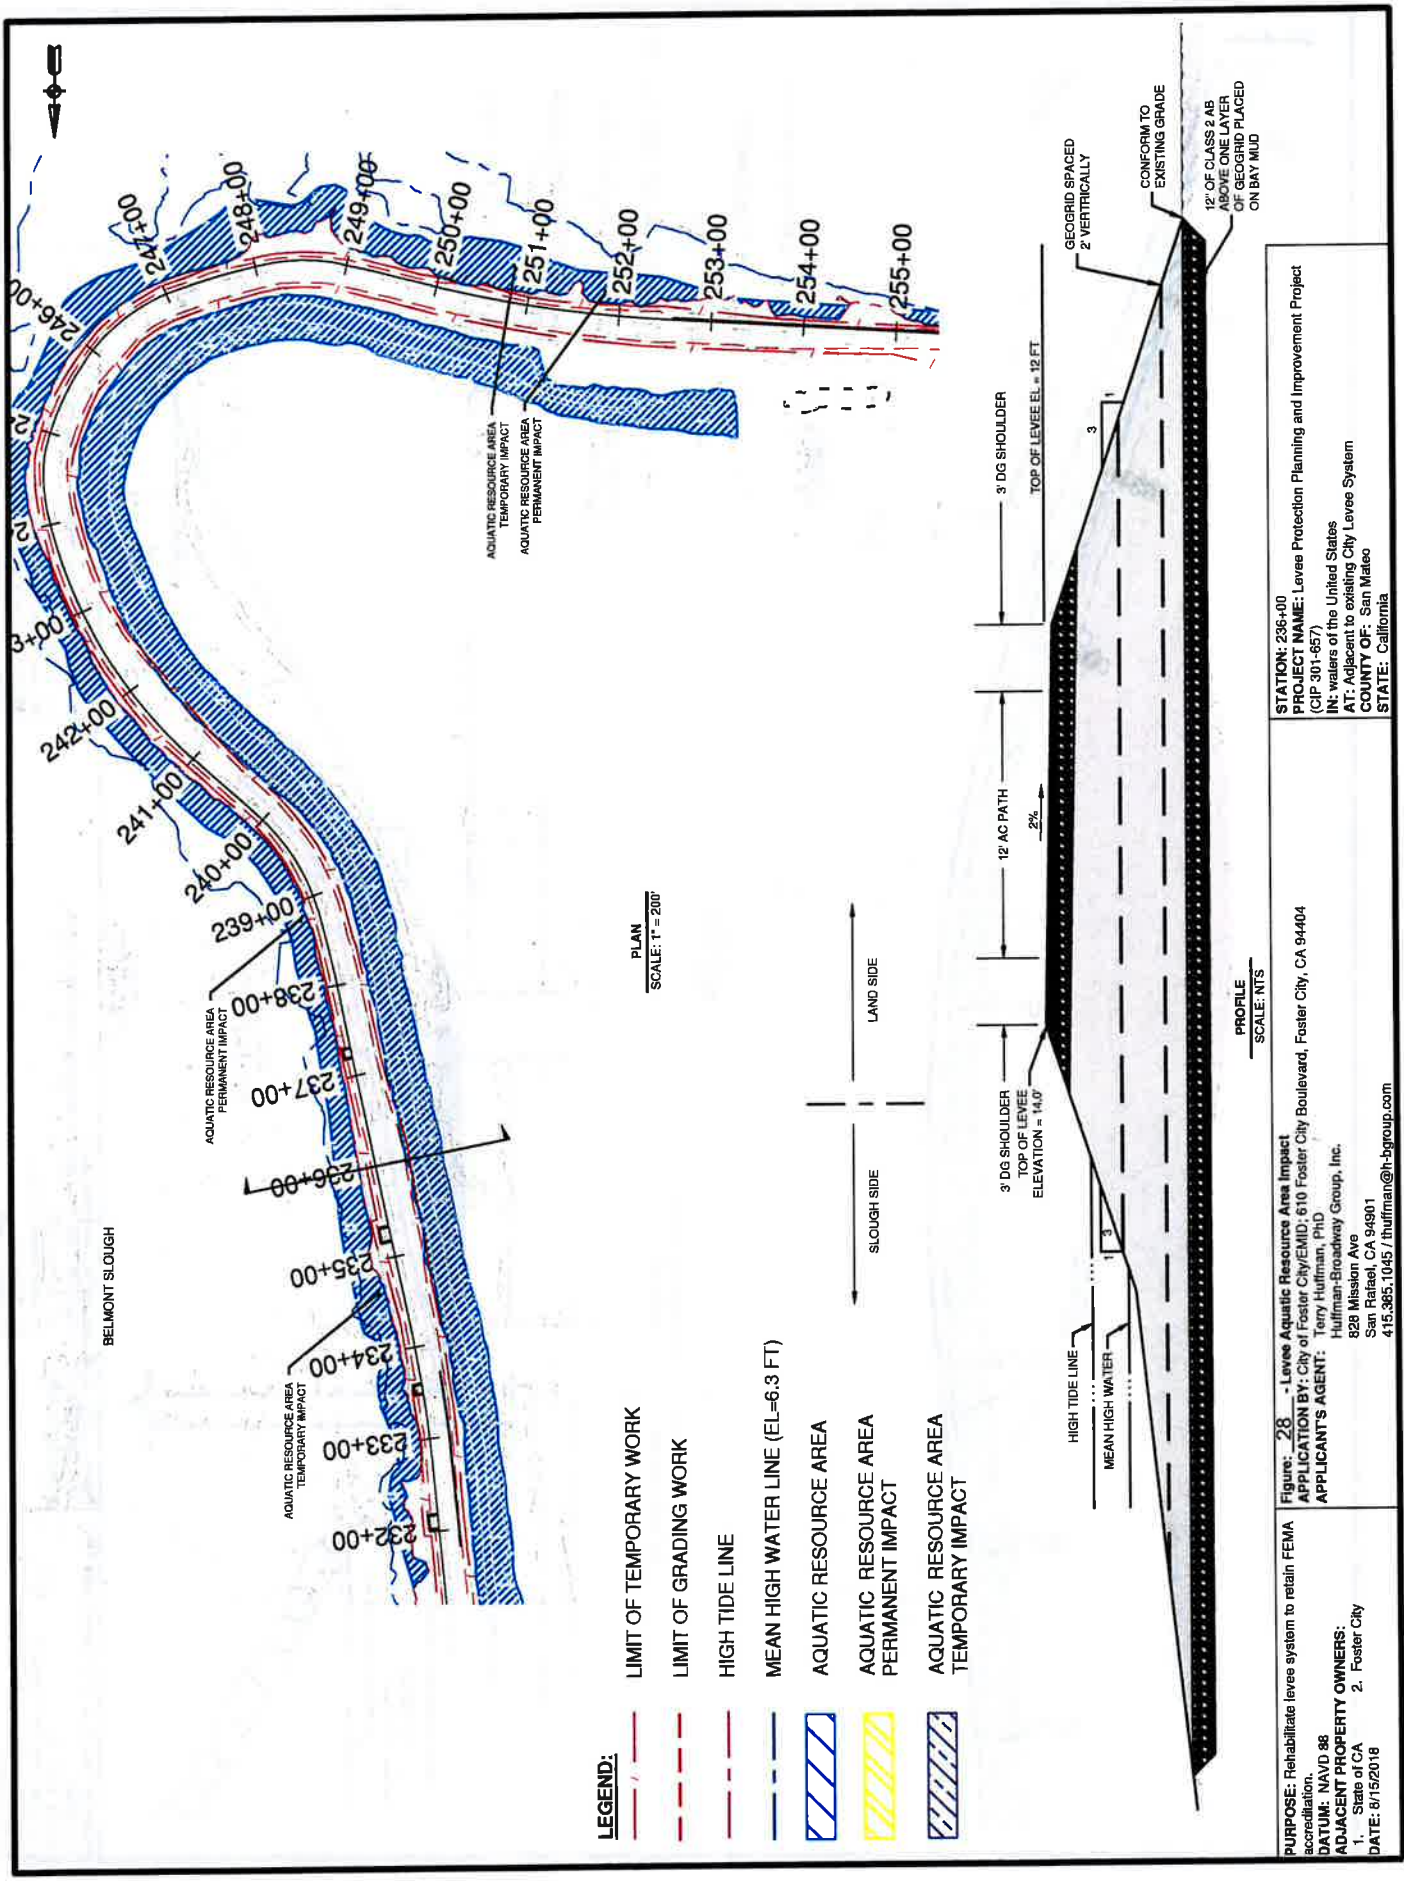 BELMONT SLOUGH
232+00
233+00
234+00
235+00
236+00
237+00
238+00
239+00
240+00
241+00
242+00
3+00
246+00
247+00
248+00
249+00
250+00
251+00
252+00
253+00
254+00
255+00
AQUATIC RESOURCE AREA
TEMPORARY IMPACT
AQUATIC RESOURCE AREA
PERMANENT IMPACT
AQUATIC RESOURCE AREA
TEMPORARY IMPACT
AQUATIC RESOURCE AREA
PERMANENT IMPACT
PLAN
SCALE: 1" = 200'
LEGEND:
LIMIT OF TEMPORARY WORK
LIMIT OF GRADING WORK
HIGH TIDE LINE
MEAN HIGH WATER LINE (EL=6.3 FT)
AQUATIC RESOURCE AREA
AQUATIC RESOURCE AREA
PERMANENT IMPACT
AQUATIC RESOURCE AREA
TEMPORARY IMPACT
SLOUGH SIDE
LAND SIDE
3' DG SHOULDER
12' AC PATH
3' DG SHOULDER
TOP OF LEVEE
ELEVATION = 14.0'
2%
TOP OF LEVEE EL = 12 FT
HIGH TIDE LINE
MEAN HIGH WATER
1
3
3
1
GEOGRID SPACED
2' VERTICALLY
CONFORM TO
EXISTING GRADE
12" OF CLASS 2 AB
ABOVE ONE LAYER
OF GEOGRID PLACED
ON BAY MUD
PROFILE
SCALE: NTS
PURPOSE: Rehabilitate levee system to retain FEMA
accreditation.
DATUM: NAVD 88
ADJACENT PROPERTY OWNERS:
1. State of CA 2. Foster City
DATE: 8/15/2018
Figure: 28 - Levee Aquatic Resource Area Impact
APPLICATION BY: City of Foster City/EMID; 610 Foster City Boulevard, Foster City, CA 94404
APPLICANT'S AGENT: Terry Huffman, PhD
Huffman-Broadway Group, Inc.
828 Mission Ave
San Rafael, CA 94901
415.385.1045 / thuffman@h-bgroup.com
STATION: 236+00
PROJECT NAME: Levee Protection Planning and Improvement Project
(CIP 301-657)
IN: waters of the United States
AT: Adjacent to existing City Levee System
COUNTY OF: San Mateo
STATE: California